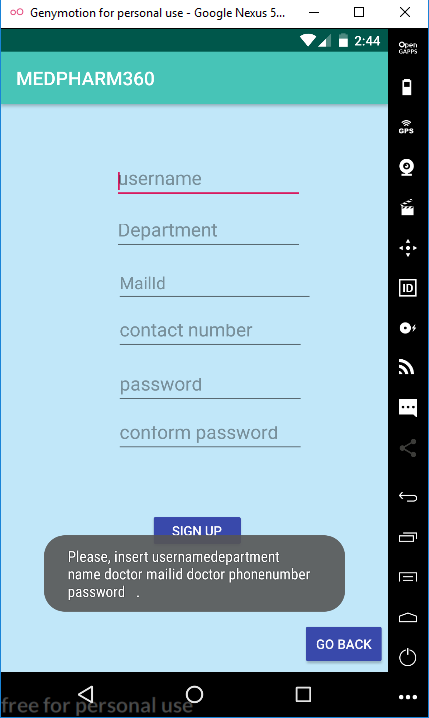 Genymotion for personal use - Google Nexus 5...
2:44
Open
GAPPS
MEDPHARM360
GPS
username
Department
MailId
ID
contact number
password
conform password
SIGN UP
Please, insert usernamedepartment
name doctor mailid doctor phonenumber
password .
GO BACK
free for personal use